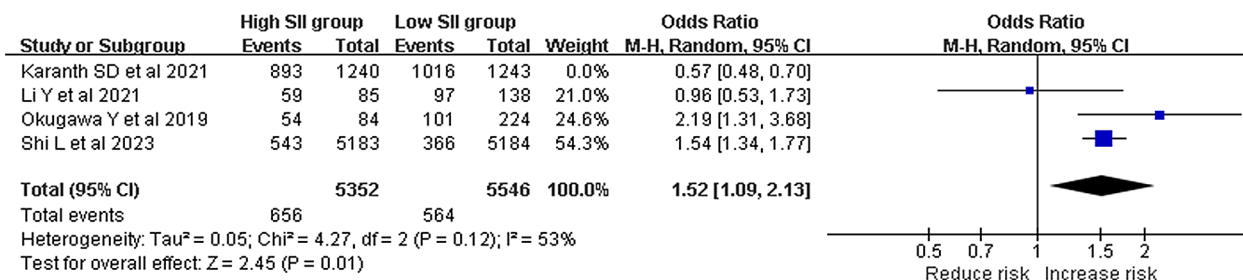 High SII group Low SII group Odds Ratio Odds Ratio
Study or Subgroup Events Total Events Total Weight M-H, Random, 95% CI M-H, Random, 95% CI
Karanth SD et al 2021 893 1240 1016 1243 0.0% 0.57 [0.48, 0.70]
Li Y et al 2021 59 85 97 138 21.0% 0.96 [0.53, 1.73]
Okugawa Y et al 2019 54 84 101 224 24.6% 2.19 [1.31, 3.68]
Shi L et al 2023 543 5183 366 5184 54.3% 1.54 [1.34, 1.77]
Total (95% CI) 5352 5546 100.0% 1.52 [1.09, 2.13]
Total events 656 564
Heterogeneity: Tau² = 0.05; Chi² = 4.27, df = 2 (P = 0.12); I² = 53%
Test for overall effect: Z = 2.45 (P = 0.01)
0.5 0.7 1 1.5 2
Reduce risk Increase risk